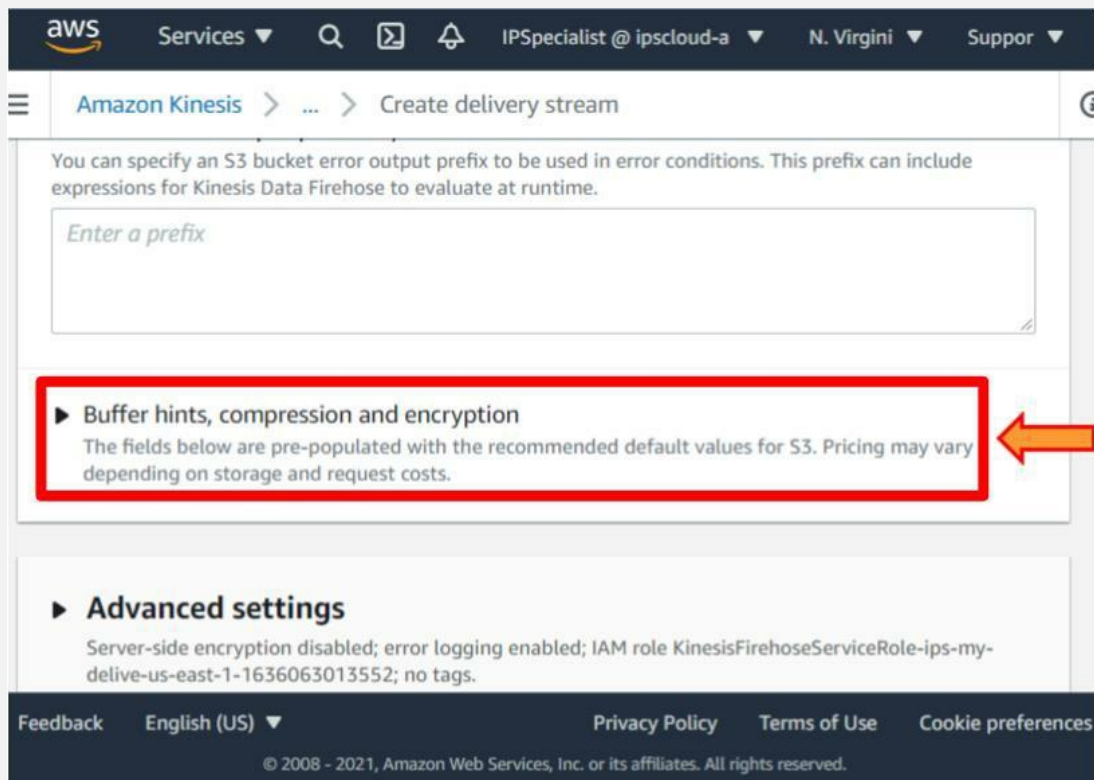 aws
Services ▼ IPSpecialist @ ipscloud-a ▼ N. Virgini ▼ Suppor ▼
Amazon Kinesis > ... > Create delivery stream
You can specify an S3 bucket error output prefix to be used in error conditions. This prefix can include
expressions for Kinesis Data Firehose to evaluate at runtime.
Enter a prefix
Buffer hints, compression and encryption
The fields below are pre-populated with the recommended default values for S3. Pricing may vary
depending on storage and request costs.
Advanced settings
Server-side encryption disabled; error logging enabled; IAM role KinesisFirehoseServiceRole-ips-my-
delive-us-east-1-1636063013552; no tags.
Feedback English (US) ▼ Privacy Policy Terms of Use Cookie preferences
© 2008 - 2021, Amazon Web Services, Inc. or its affiliates. All rights reserved.